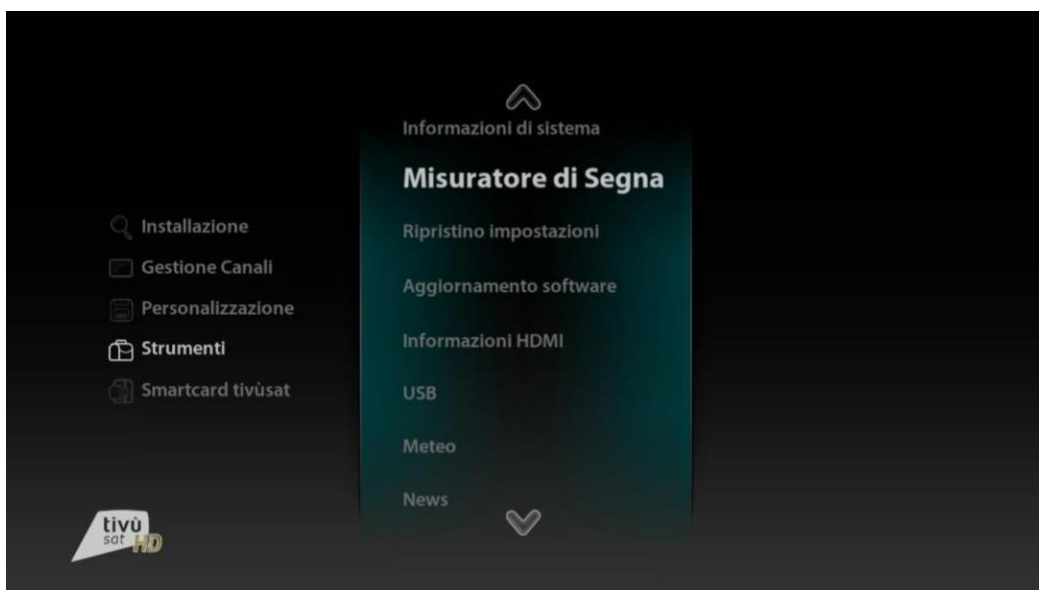 Installazione
Gestione Canali
Personalizzazione
Strumenti
Smartcard tivùsat
Informazioni di sistema
Misuratore di Segna
Ripristino impostazioni
Aggiornamento software
Informazioni HDMI
USB
Meteo
News
tivù
sat HD